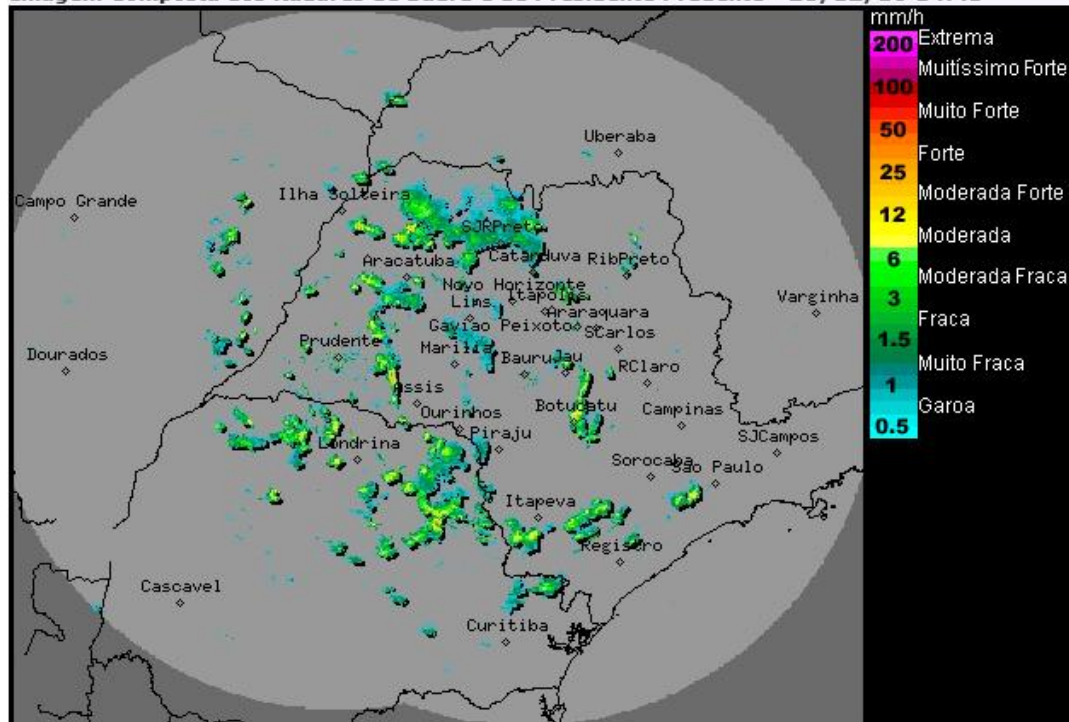 mm/h
200 Extrema
Muitíssimo Forte
100
Muito Forte
50
Forte
25
Moderada Forte
12
Moderada
6
Moderada Fraca
3
Fraca
1.5
Muito Fraca
1
Garoa
0.5
Uberaba
Campo Grande
Ilha Solteira
SJRPreto
Aracatuba
Catanduva
RibPreto
Novo Horizonte
Lims
Itapolis
Varginha
Araraquara
Gaviao Peixoto
SCarlos
Prudente
Marilia
Dourados
Bauru
Jau
RClaro
Assis
Ourinhos
Botucatu
Campinas
Piraju
SJCampos
Londrina
Sorocaba
Sao Paulo
Itapeva
Registro
Cascavel
Curitiba